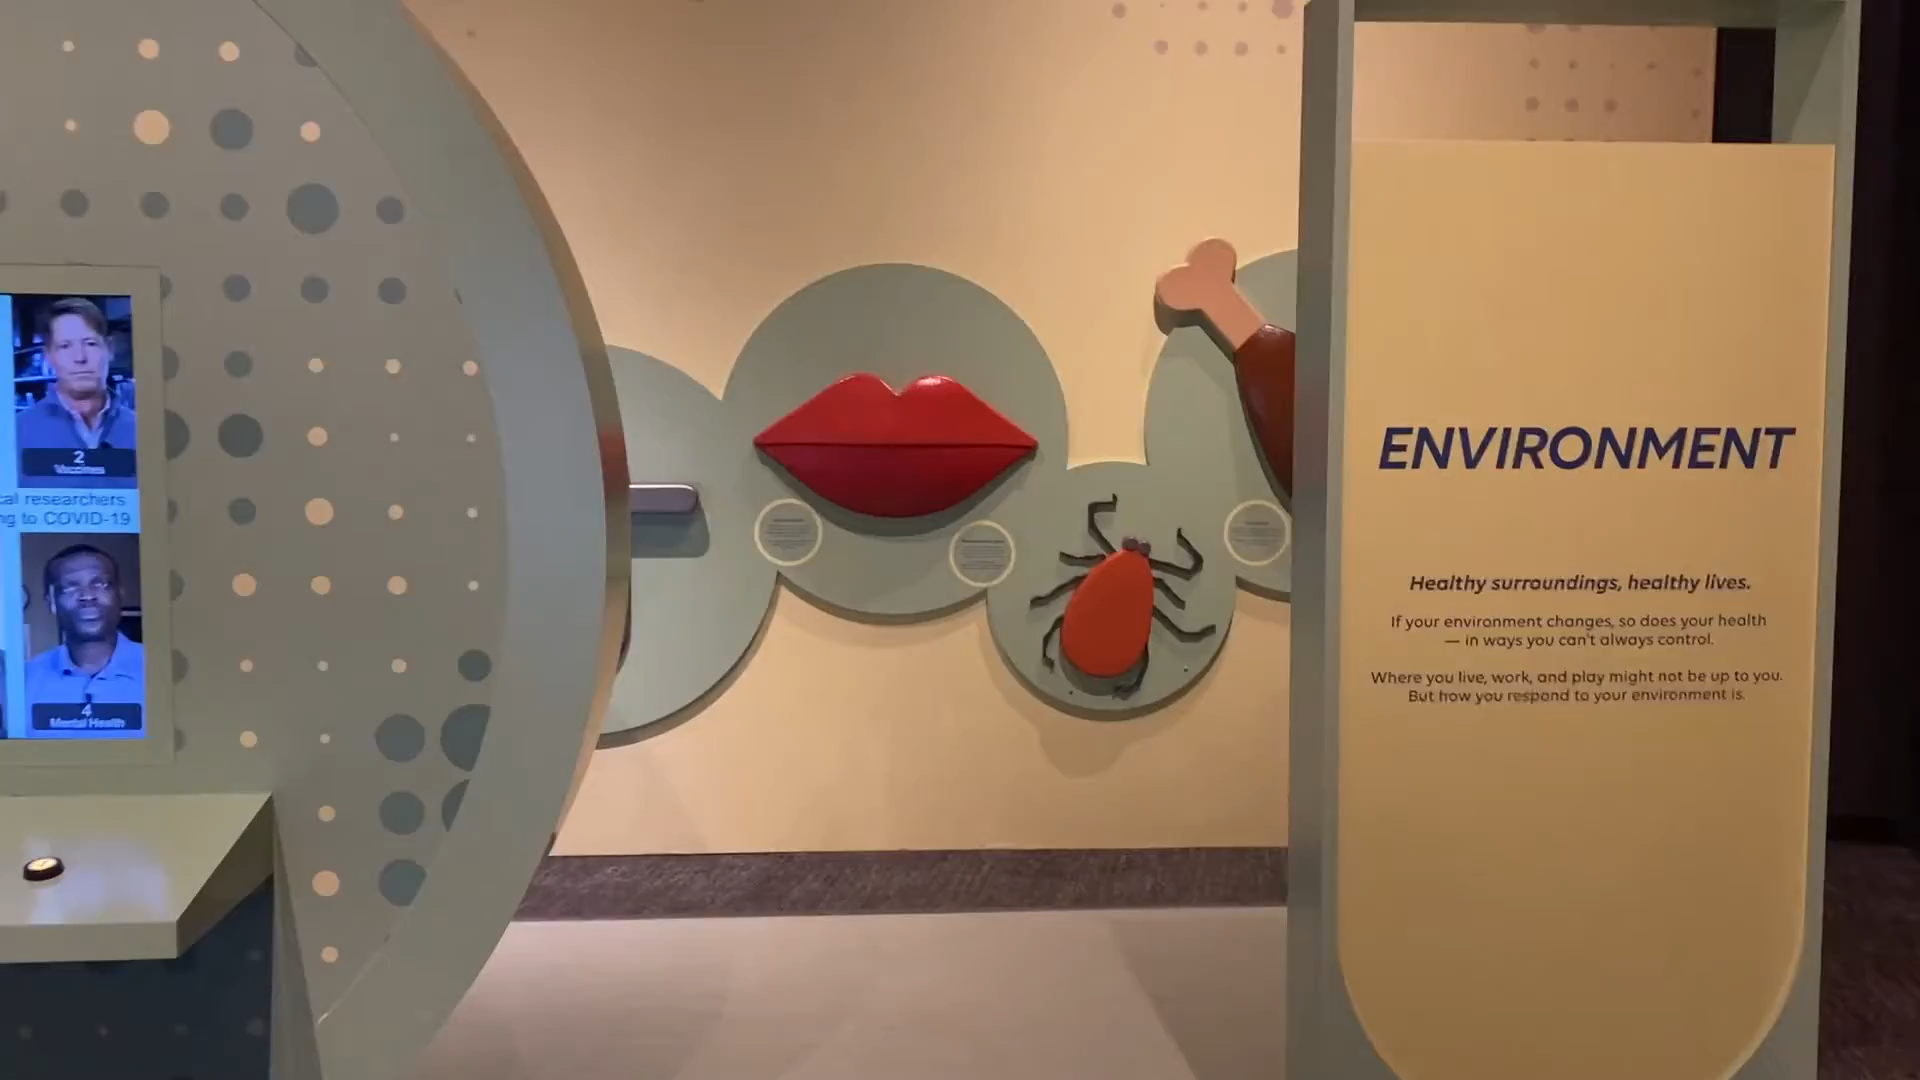 2
Vaccines
cal researchers
ng to COVID-19
4
Mental Health
ENVIRONMENT
Healthy surroundings, healthy lives.
If your environment changes, so does your health
— in ways you can't always control.
Where you live, work, and play might not be up to you.
But how you respond to your environment is.